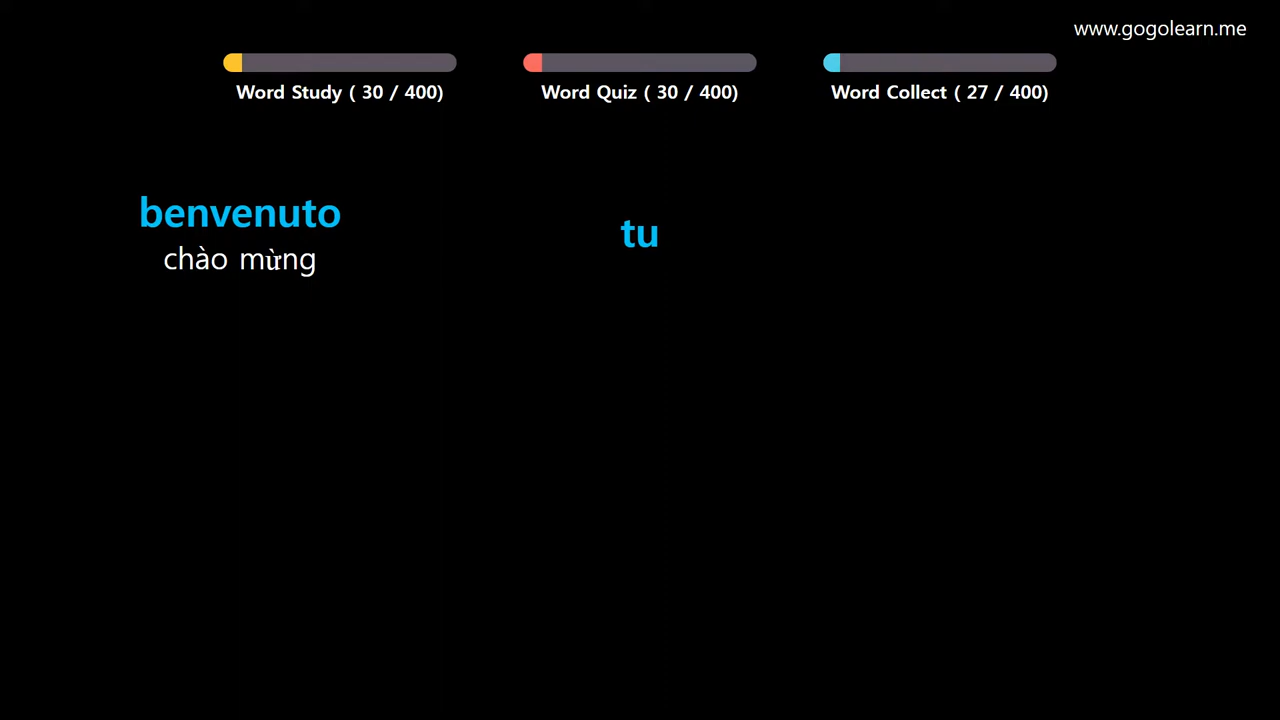 www.gogolearn.me
Word Study ( 30 / 400)
Word Quiz ( 30 / 400)
Word Collect ( 27 / 400)
benvenuto
chào mừng
tu